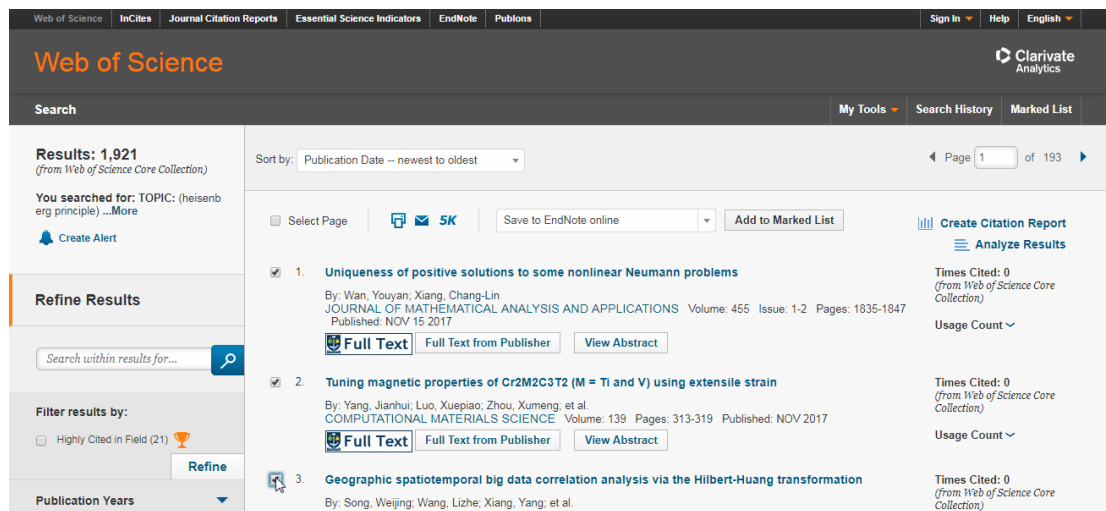 Web of Science InCites Journal Citation Reports Essential Science Indicators EndNote Publons Sign In Help English
Web of Science
Clarivate
Analytics
Search My Tools Search History Marked List
Results: 1,921
(from Web of Science Core Collection)
You searched for: TOPIC: (heisenb
erg principle) ...More
Create Alert
Refine Results
Search within results for...
Filter results by:
Highly Cited in Field (21)
Refine
Publication Years
Sort by: Publication Date -- newest to oldest
Page 1 of 193
Select Page 5K Save to EndNote online Add to Marked List
Create Citation Report
Analyze Results
1. Uniqueness of positive solutions to some nonlinear Neumann problems
By: Wan, Youyan; Xiang, Chang-Lin
JOURNAL OF MATHEMATICAL ANALYSIS AND APPLICATIONS Volume: 455 Issue: 1-2 Pages: 1835-1847
Published: NOV 15 2017
Full Text Full Text from Publisher View Abstract
Times Cited: 0
(from Web of Science Core
Collection)
Usage Count
2. Tuning magnetic properties of Cr2M2C3T2 (M = Ti and V) using extensile strain
By: Yang, Jianhui; Luo, Xuepiao; Zhou, Xumeng; et al.
COMPUTATIONAL MATERIALS SCIENCE Volume: 139 Pages: 313-319 Published: NOV 2017
Full Text Full Text from Publisher View Abstract
Times Cited: 0
(from Web of Science Core
Collection)
Usage Count
3. Geographic spatiotemporal big data correlation analysis via the Hilbert-Huang transformation
By: Song, Weijing; Wang, Lizhe; Xiang, Yang; et al.
Times Cited: 0
(from Web of Science Core
Collection)